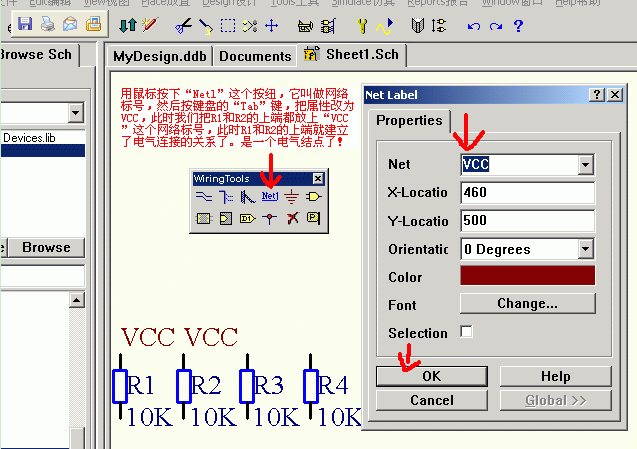 文件 Edit编辑 View视图 Place放置 Design设计 Tools工具 Simulate仿真 Reports报告 Window窗口 Help帮助
Browse Sch
MyDesign.ddb
Documents
Sheet1.Sch
Devices.lib
Browse
用鼠标按下“Net1”这个按纽，它叫做网络
标号，然后按键盘的“Tab”键，把属性改为
VCC，此时我们把R1和R2的上端都放上“VCC
”这个网络标号，此时R1和R2的上端就建立
了电气连接的关系了。是一个电气结点了！
WiringTools
Net1
D1
P
VCC VCC
R1 R2 R3 R4
10K 10K 10K 10K
Net Label
Properties
Net VCC
X-Locatio 460
Y-Locatio 500
Orientatic 0 Degrees
Color
Font Change...
Selection
OK Help
Cancel Global >>